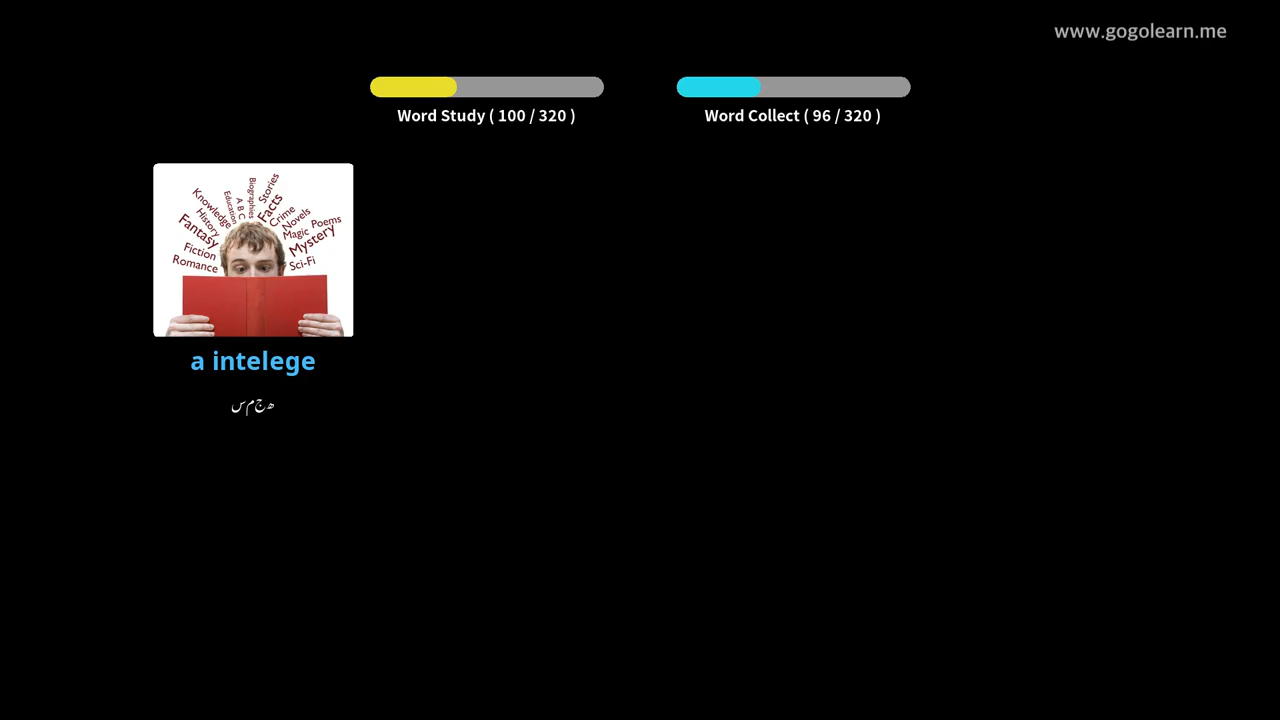 www.gogolearn.me
Word Study ( 100 / 320 )
Word Collect ( 96 / 320 )
Biographies
Stories
Education
A B C
Facts
Knowledge
Crime
History
Novels
Poems
Fantasy
Magic
Mystery
Fiction
Romance
Sci-Fi
a intelege
ھجمس